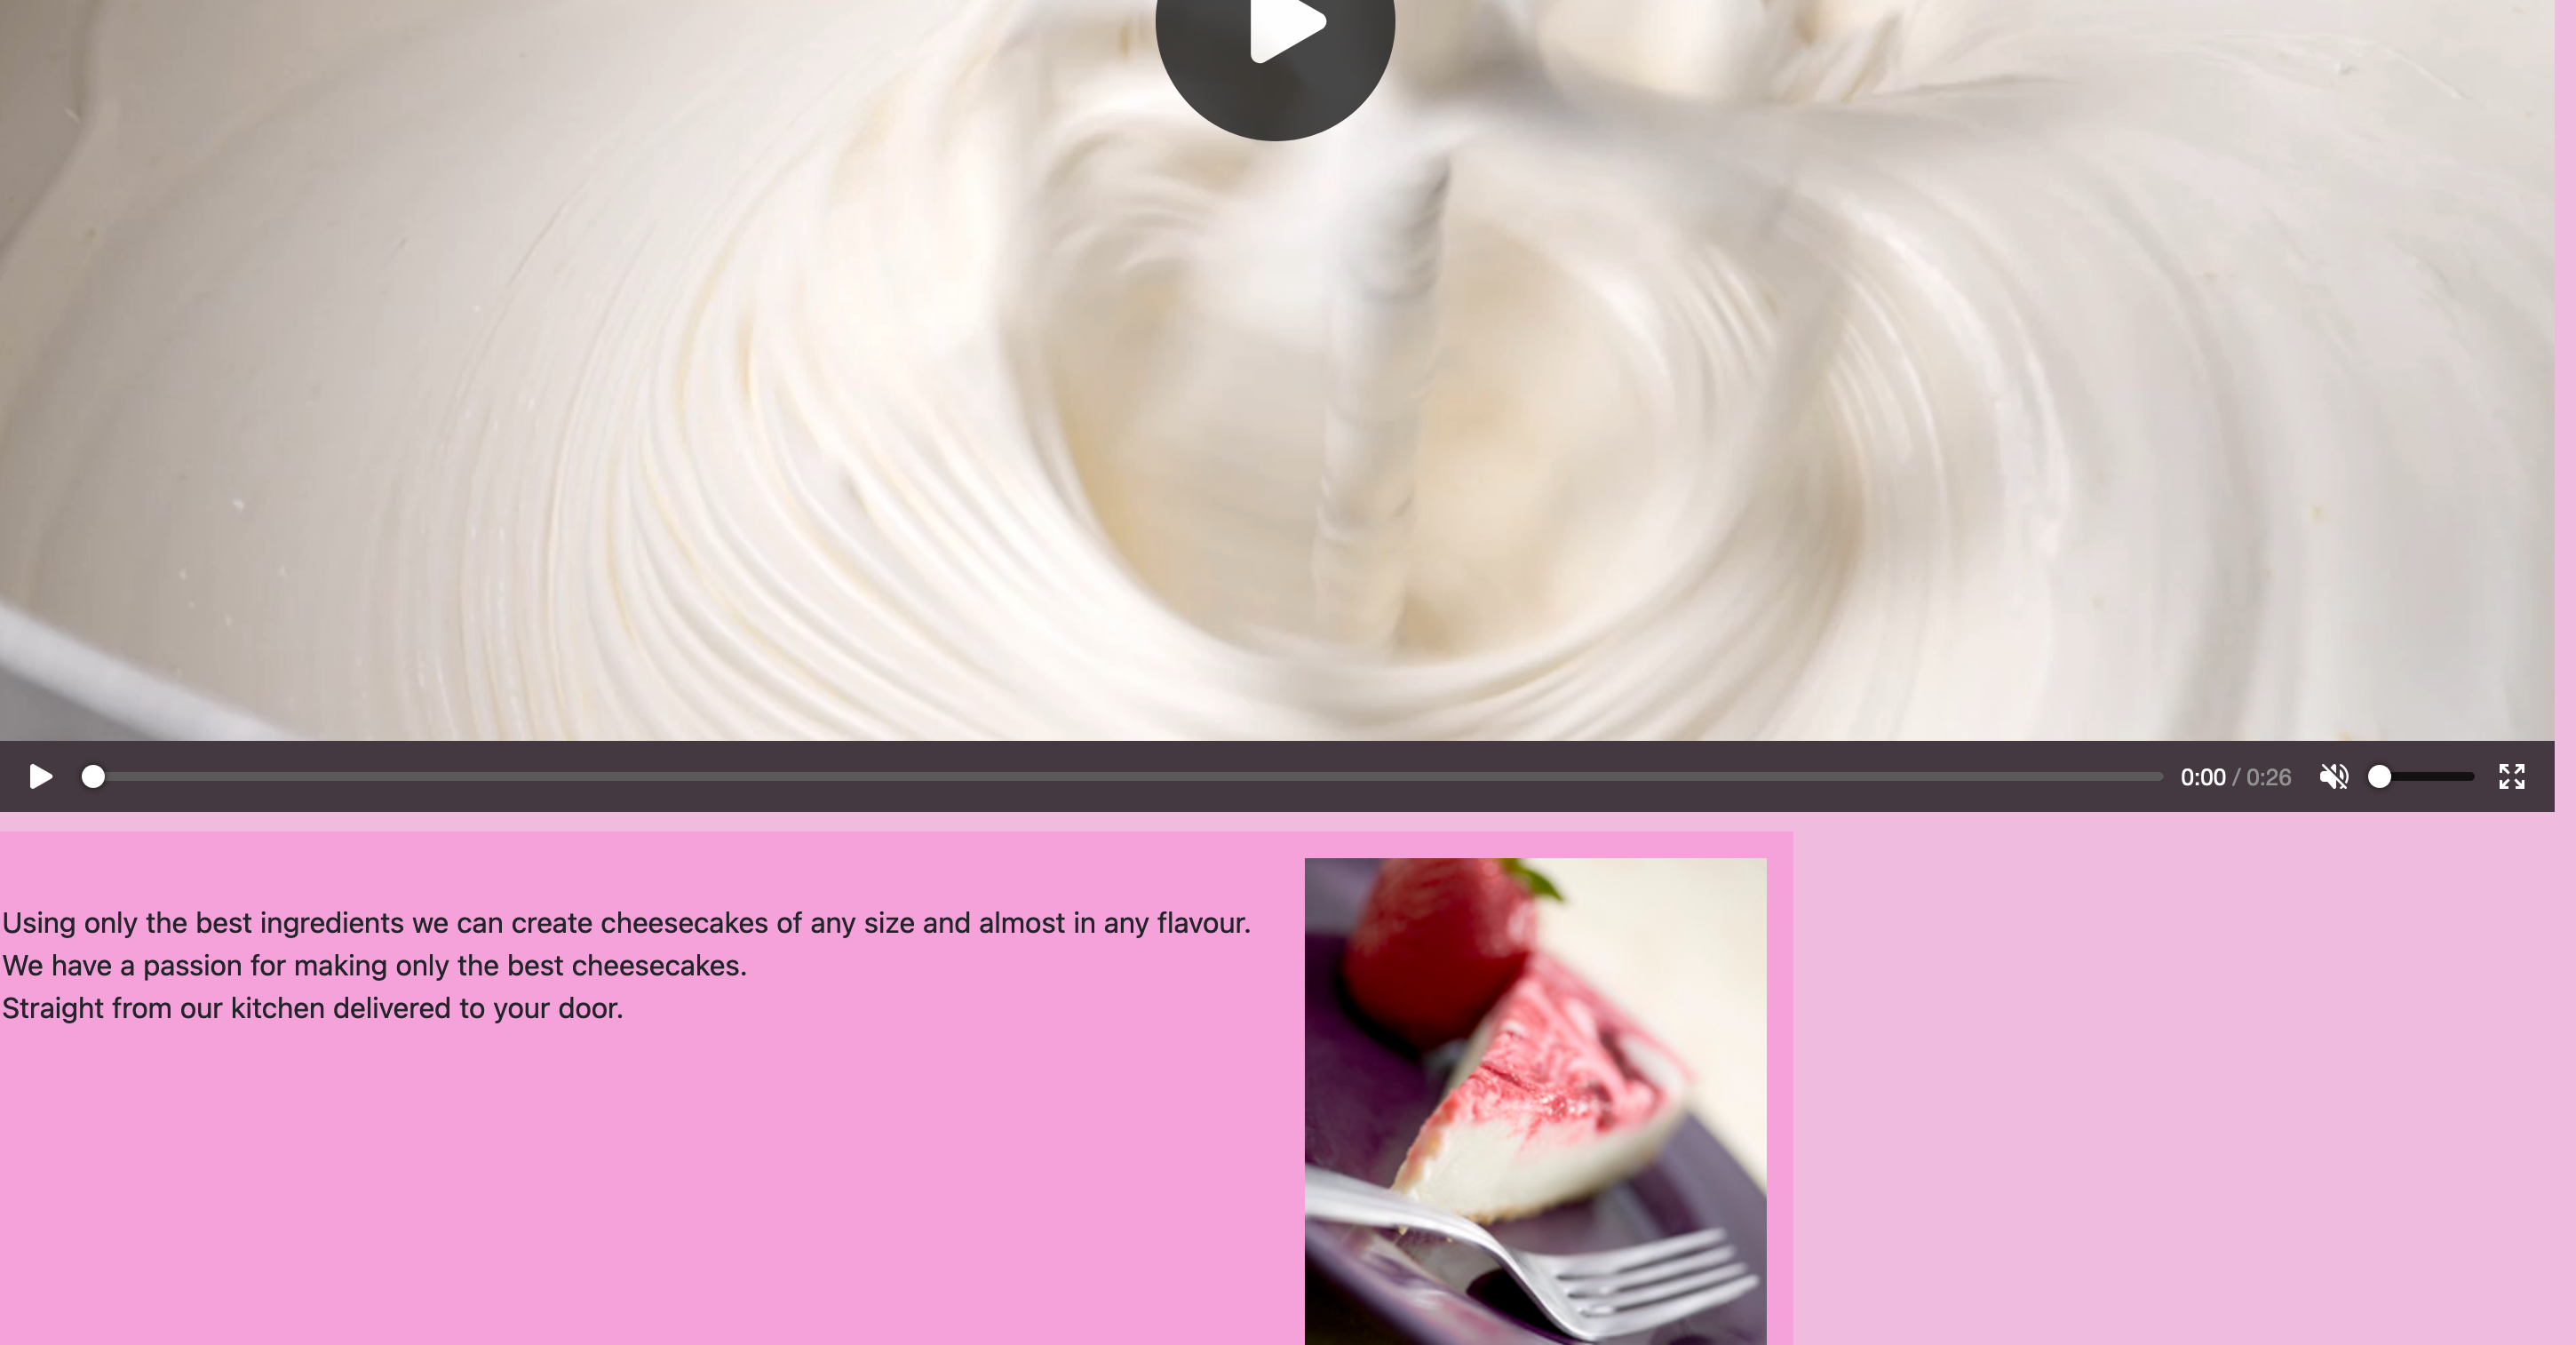 0:00 / 0:26
Using only the best ingredients we can create cheesecakes of any size and almost in any flavour.
We have a passion for making only the best cheesecakes.
Straight from our kitchen delivered to your door.